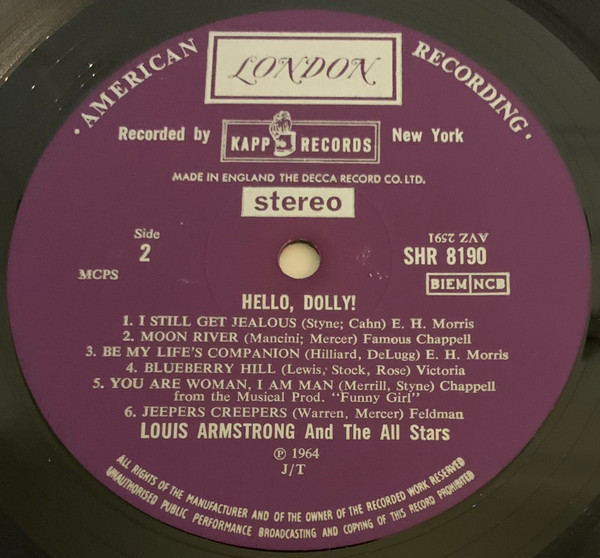 · AMERICAN RECORDING ·
LONDON
Recorded by KAPP RECORDS New York
MADE IN ENGLAND THE DECCA RECORD CO. LTD.
stereo
Side
2
AVZ 2591
SHR 8190
MCPS
BIEM NCB
HELLO, DOLLY!
1. I STILL GET JEALOUS (Styne; Cahn) E. H. Morris
2. MOON RIVER (Mancini; Mercer) Famous Chappell
3. BE MY LIFE'S COMPANION (Hilliard, DeLugg) E. H. Morris
4. BLUEBERRY HILL (Lewis, Stock, Rose) Victoria
5. YOU ARE WOMAN, I AM MAN (Merrill, Styne) Chappell
from the Musical Prod. "Funny Girl"
6. JEEPERS CREEPERS (Warren, Mercer) Feldman
LOUIS ARMSTRONG And The All Stars
℗ 1964
J/T
ALL RIGHTS OF THE MANUFACTURER AND OF THE OWNER OF THE RECORDED WORK RESERVED
UNAUTHORISED PUBLIC PERFORMANCE BROADCASTING AND COPYING OF THIS RECORD PROHIBITED